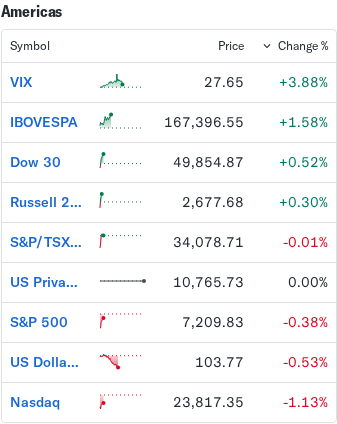 Americas
Symbol Price Change %
VIX 27.65 +3.88%
IBOVESPA 167,396.55 +1.58%
Dow 30 49,854.87 +0.52%
Russell 2... 2,677.68 +0.30%
S&P/TSX... 34,078.71 -0.01%
US Priva... 10,765.73 0.00%
S&P 500 7,209.83 -0.38%
US Dolla... 103.77 -0.53%
Nasdaq 23,817.35 -1.13%